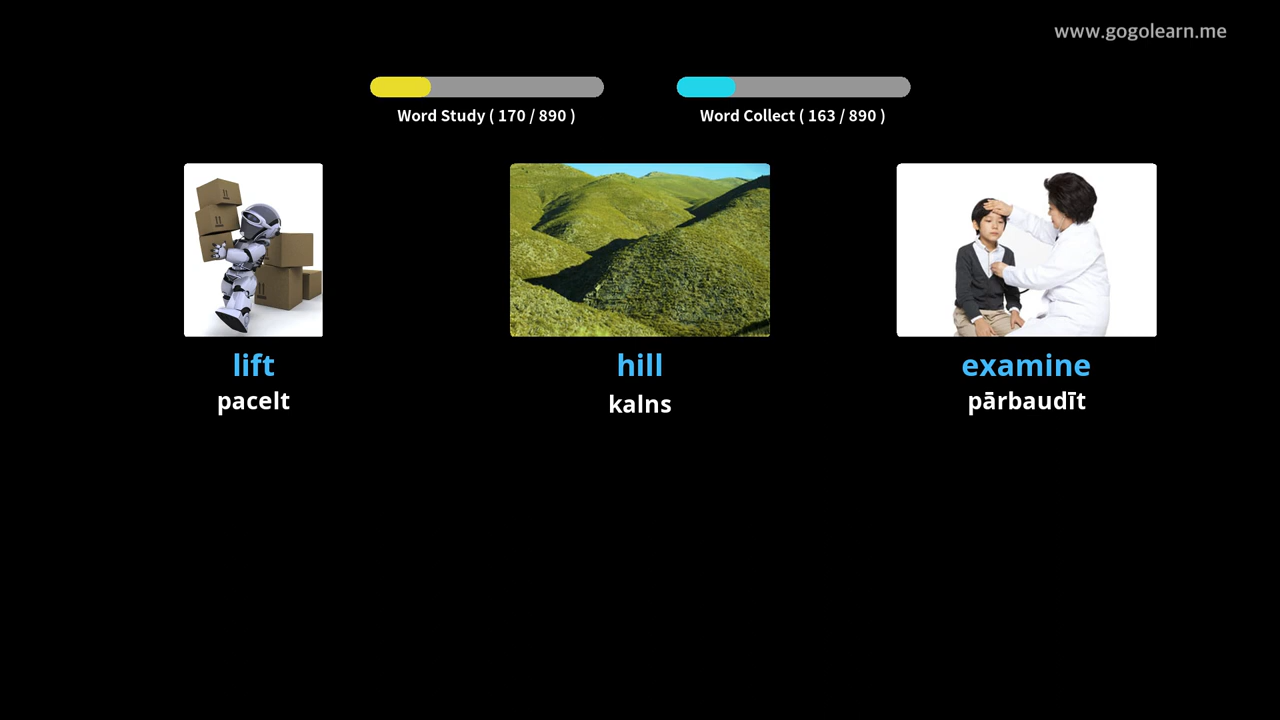 www.gogolearn.me
Word Study ( 170 / 890 )
Word Collect ( 163 / 890 )
lift
pacelt
hill
kalns
examine
pārbaudīt